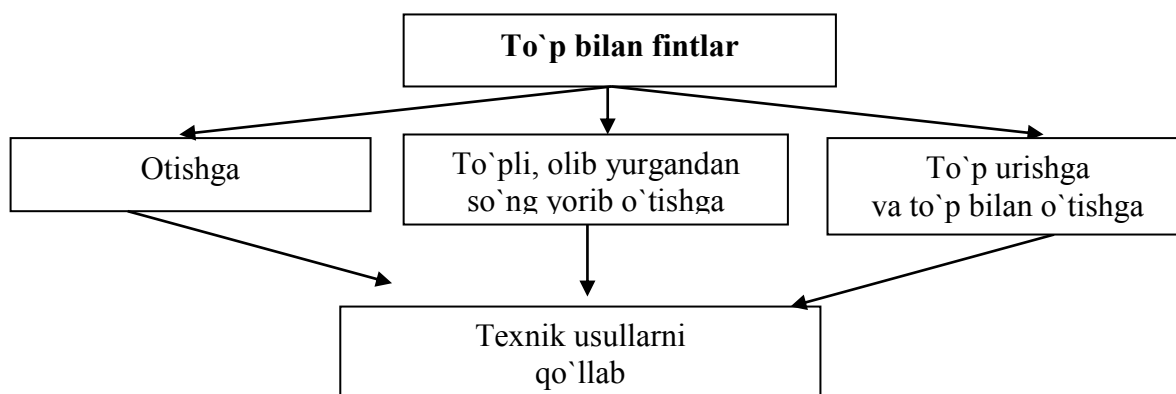 To`p bilan fintlar
Otishga
To`pli, olib yurgandan
so`ng yorib o`tishga
To`p urishga
va to`p bilan o`tishga
Texnik usullarni
qo`llab